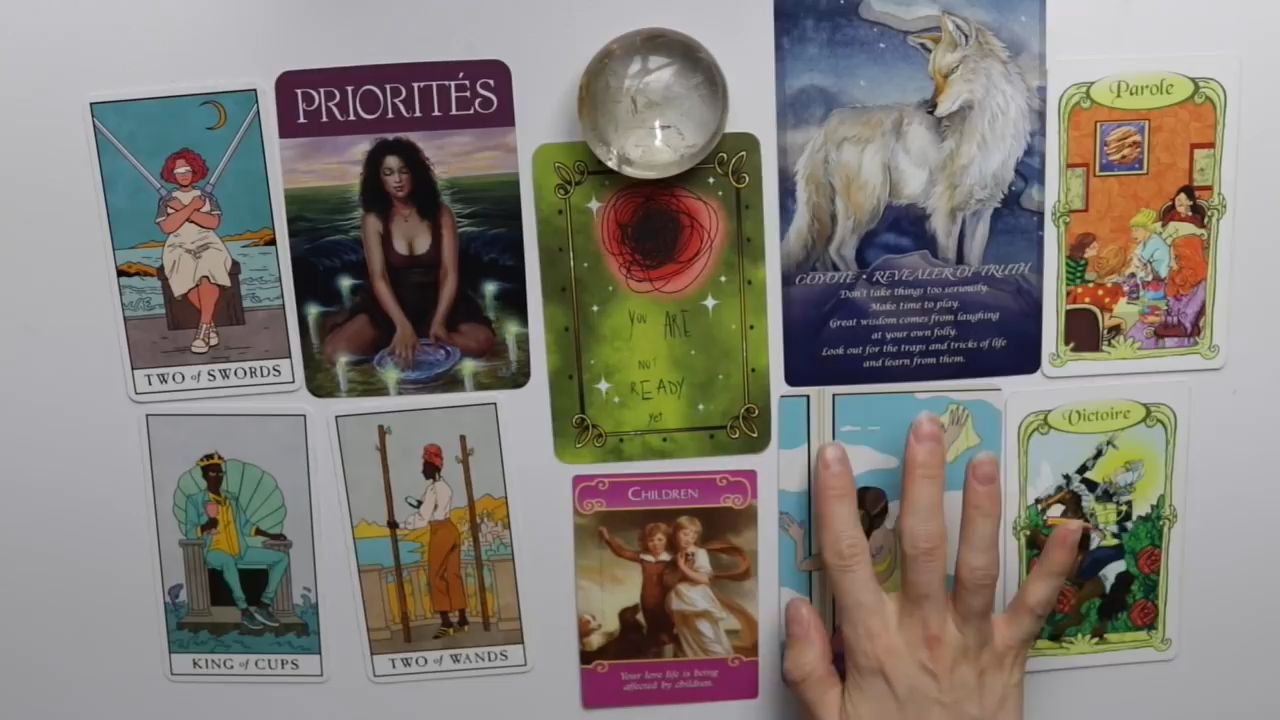 TWO of SWORDS
PRIORITÉS
YOU ARE
NOT
READY
yet
COYOTE • REVEALER OF TRUTH
Don't take things too seriously.
Make time to play.
Great wisdom comes from laughing
at your own folly.
Look out for the traps and tricks of life
and learn from them.
Parole
KING of CUPS
TWO of WANDS
CHILDREN
Your love life is being
affected by children.
Victoire